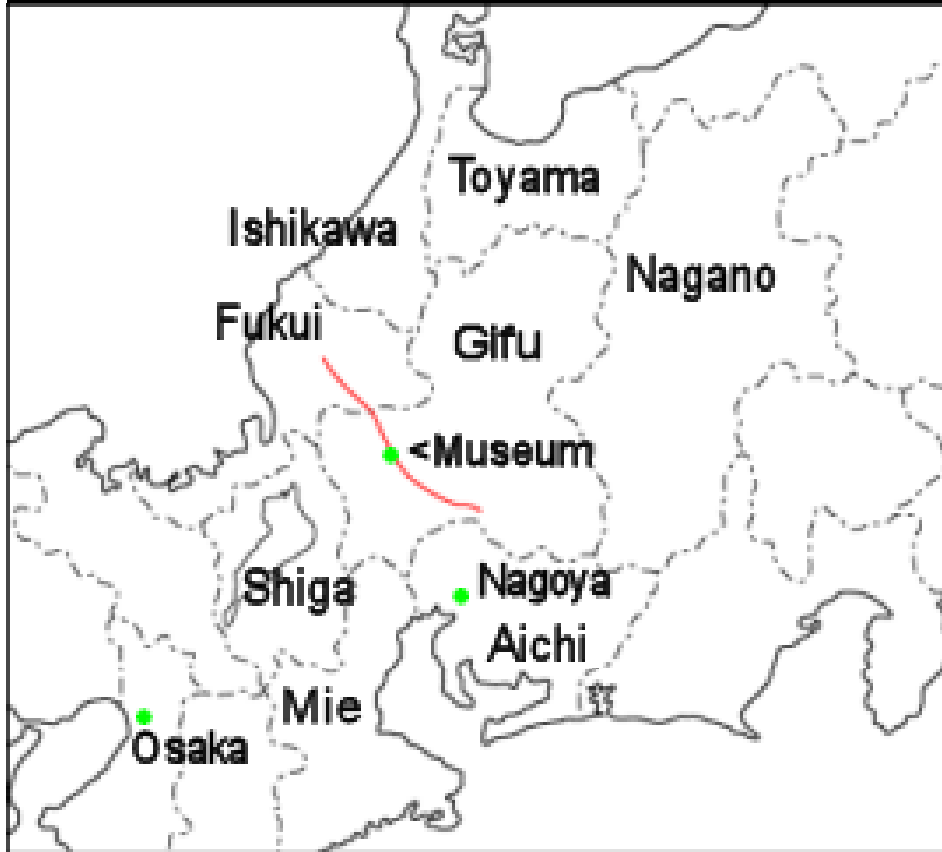 Toyama
Ishikawa
Nagano
Fukui
Gifu
<Museum
Shiga
Nagoya
Aichi
Mie
Osaka